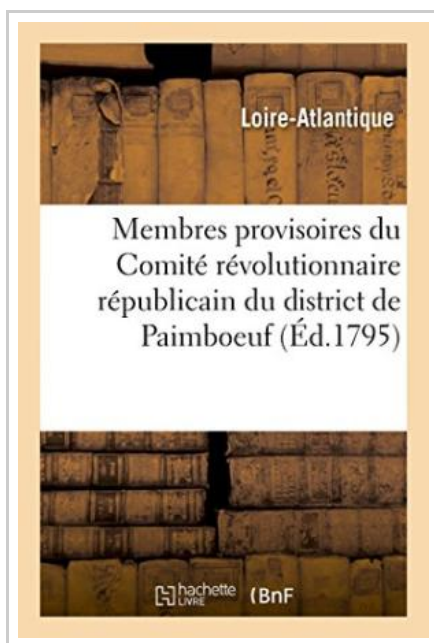 Loire-Atlantique
Membres provisoires du
Comité révolutionnaire
républicain du district de
Paimboeuf (Éd.1795)
hachette
LIVRE
(BnF